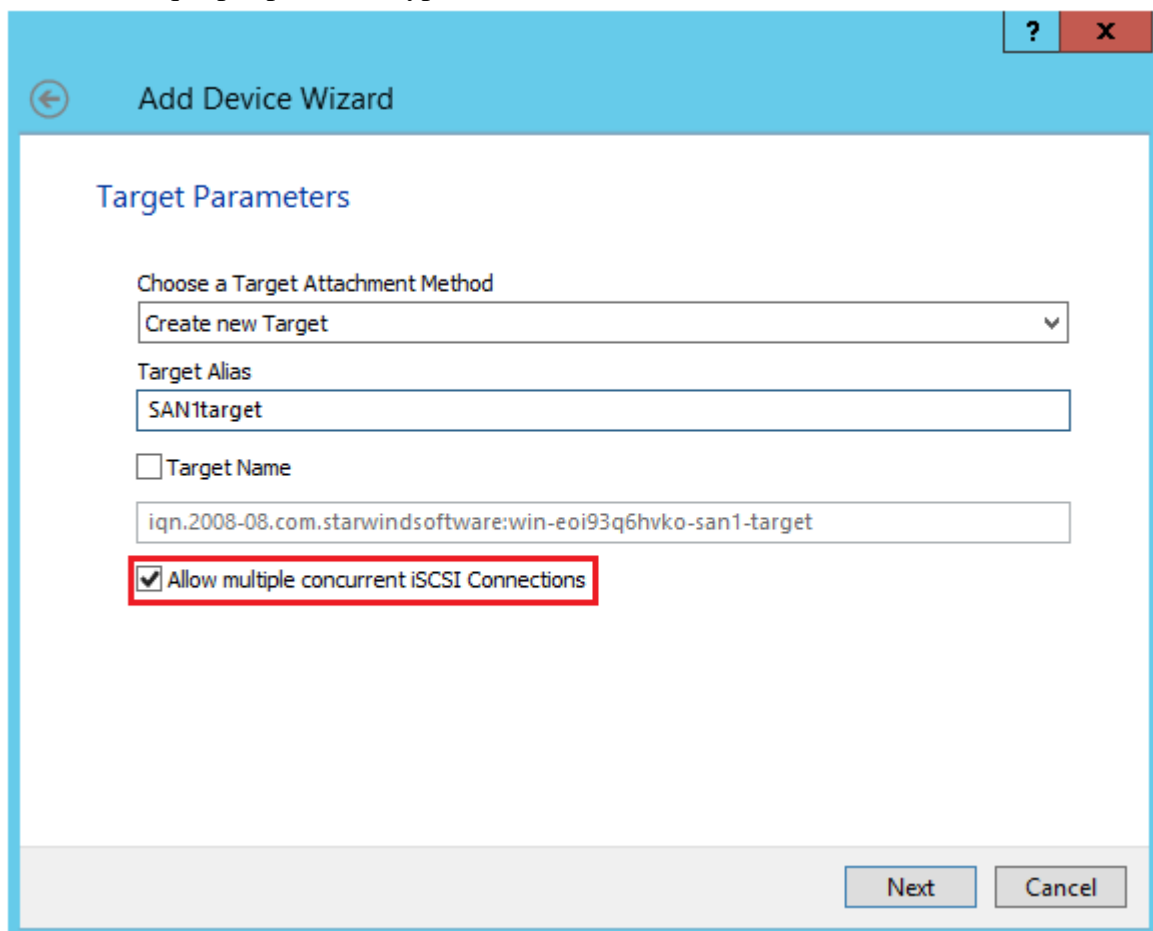 ? x
Add Device Wizard
Target Parameters
Choose a Target Attachment Method
Create new Target
Target Alias
SAN1target
Target Name
iqn.2008-08.com.starwindsoftware:win-eoi93q6hvko-san1-target
Allow multiple concurrent iSCSI Connections
Next Cancel